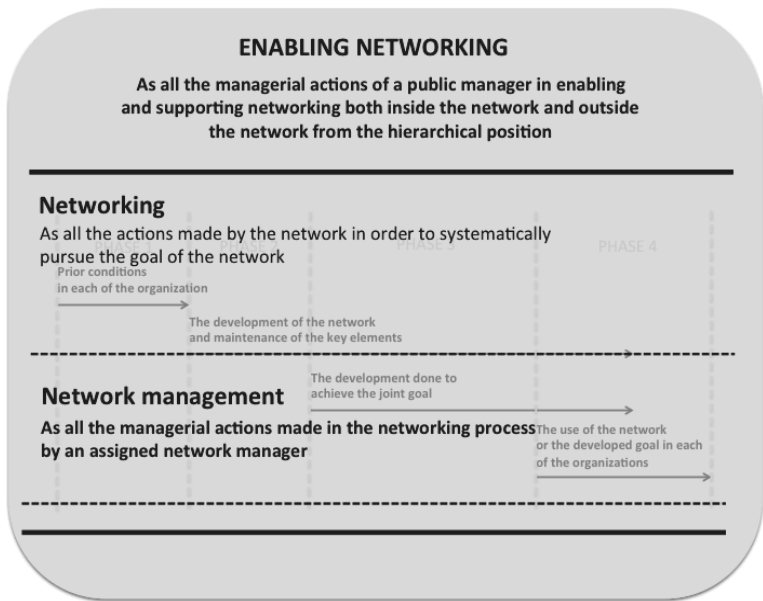 ENABLING NETWORKING
As all the managerial actions of a public manager in enabling
and supporting networking both inside the network and outside
the network from the hierarchical position
Networking
As all the actions made by the network in order to systematically
pursue the goal of the network
PHASE 1
PHASE 2
PHASE 3
PHASE 4
Prior conditions
in each of the organization
The development of the network
and maintenance of the key elements
The development done to
achieve the joint goal
Network management
As all the managerial actions made in the networking process
by an assigned network manager
The use of the network
or the developed goal in each
of the organizations